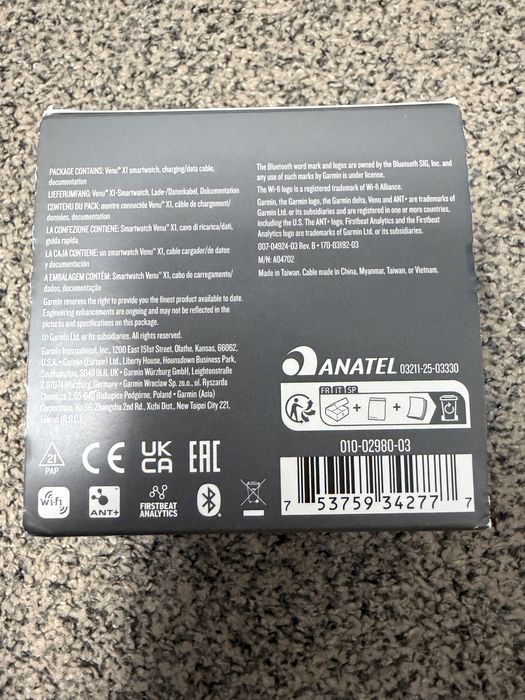 PACKAGE CONTAINS: Venu® X1 smartwatch, charging/data cable,
documentation
LIEFERUMFANG: Venu® X1-Smartwatch, Lade-/Datenkabel, Dokumentation
CONTENU DU PACK: montre connectée Venu® X1, câble de chargement/
données, documentation
LA CONFEZIONE CONTIENE: Smartwatch Venu® X1, cavo di ricarica/dati,
guida rapida
LA CAJA CONTIENE: un smartwatch Venu® X1, cable cargador/de datos
y documentación
A EMBALAGEM CONTÉM: Smartwatch Venu® X1, cabo de carregamento/
dados, documentação
Garmin reserves the right to provide you the finest product available to date.
Engineering enhancements are ongoing and may not be reflected in the
pictures and specifications on this package.
© Garmin Ltd. or its subsidiaries. All rights reserved.
Garmin International, Inc., 1200 East 151st Street, Olathe, Kansas, 66062,
U.S.A. • Garmin (Europe) Ltd., Liberty House, Hounsdown Business Park,
Southampton, SO40 9LR, UK • Garmin Würzburg GmbH, Leightonstraße
7, 97074 Würzburg, Germany • Garmin Wroclaw Sp. zo.o., ul. Ryszarda
Chomicza 2, 55-040 Biskupice Podgórne, Poland • Garmin (Asia)
Corporation, No.68, Zhangshu 2nd Rd., Xizhi Dist., New Taipei City 221,
Taiwan (R.O.C.)
The Bluetooth word mark and logos are owned by the Bluetooth SIG, Inc. and
any use of such marks by Garmin is under license.
The Wi-Fi logo is a registered trademark of Wi-Fi Alliance.
Garmin, the Garmin logo, the Garmin delta, Venu and ANT+ are trademarks of
Garmin Ltd. or its subsidiaries and are registered in one or more countries,
including the U.S. The ANT+ logo, Firstbeat Analytics and the Firstbeat
Analytics logo are trademarks of Garmin Ltd. or its subsidiaries.
007-04924-03 Rev. B • 170-03192-03
M/N: A04702
Made in Taiwan. Cable made in China, Myanmar, Taiwan, or Vietnam.
ANATEL 03211-25-03330
FR IT SP
010-02980-03
21
PAP
CE
UK
CA
EAC
Wi-Fi
ANT+
FIRSTBEAT
ANALYTICS
7 53759 34277 7